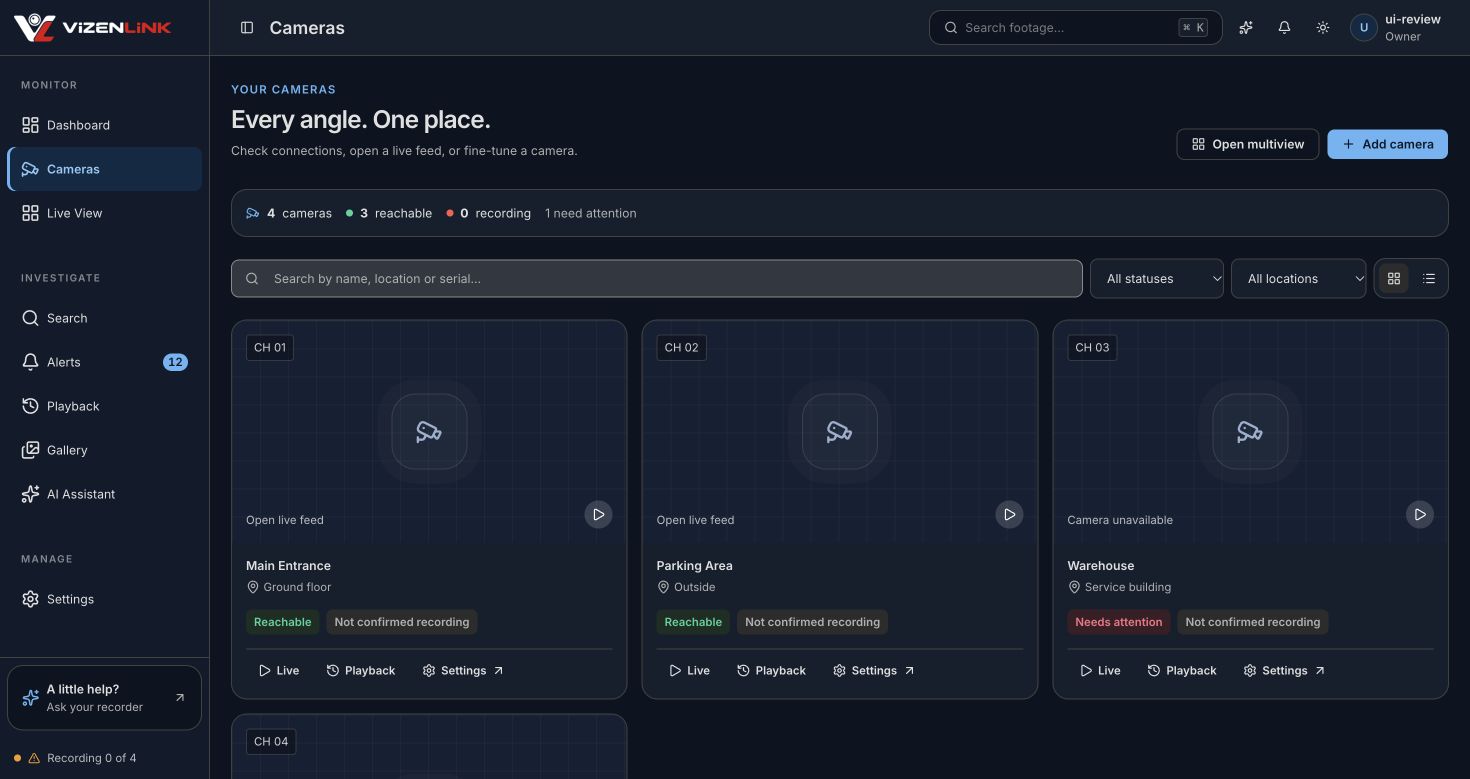 VIZENLINK
Cameras
Search footage...
⌘ K
U
ui-review
Owner
MONITOR
Dashboard
Cameras
Live View
INVESTIGATE
Search
Alerts
12
Playback
Gallery
AI Assistant
MANAGE
Settings
A little help?
Ask your recorder
Recording 0 of 4
YOUR CAMERAS
Every angle. One place.
Check connections, open a live feed, or fine-tune a camera.
Open multiview
+ Add camera
4 cameras 3 reachable 0 recording 1 need attention
Search by name, location or serial...
All statuses
All locations
CH 01
Open live feed
Main Entrance
Ground floor
Reachable Not confirmed recording
Live Playback Settings
CH 02
Open live feed
Parking Area
Outside
Reachable Not confirmed recording
Live Playback Settings
CH 03
Camera unavailable
Warehouse
Service building
Needs attention Not confirmed recording
Live Playback Settings
CH 04